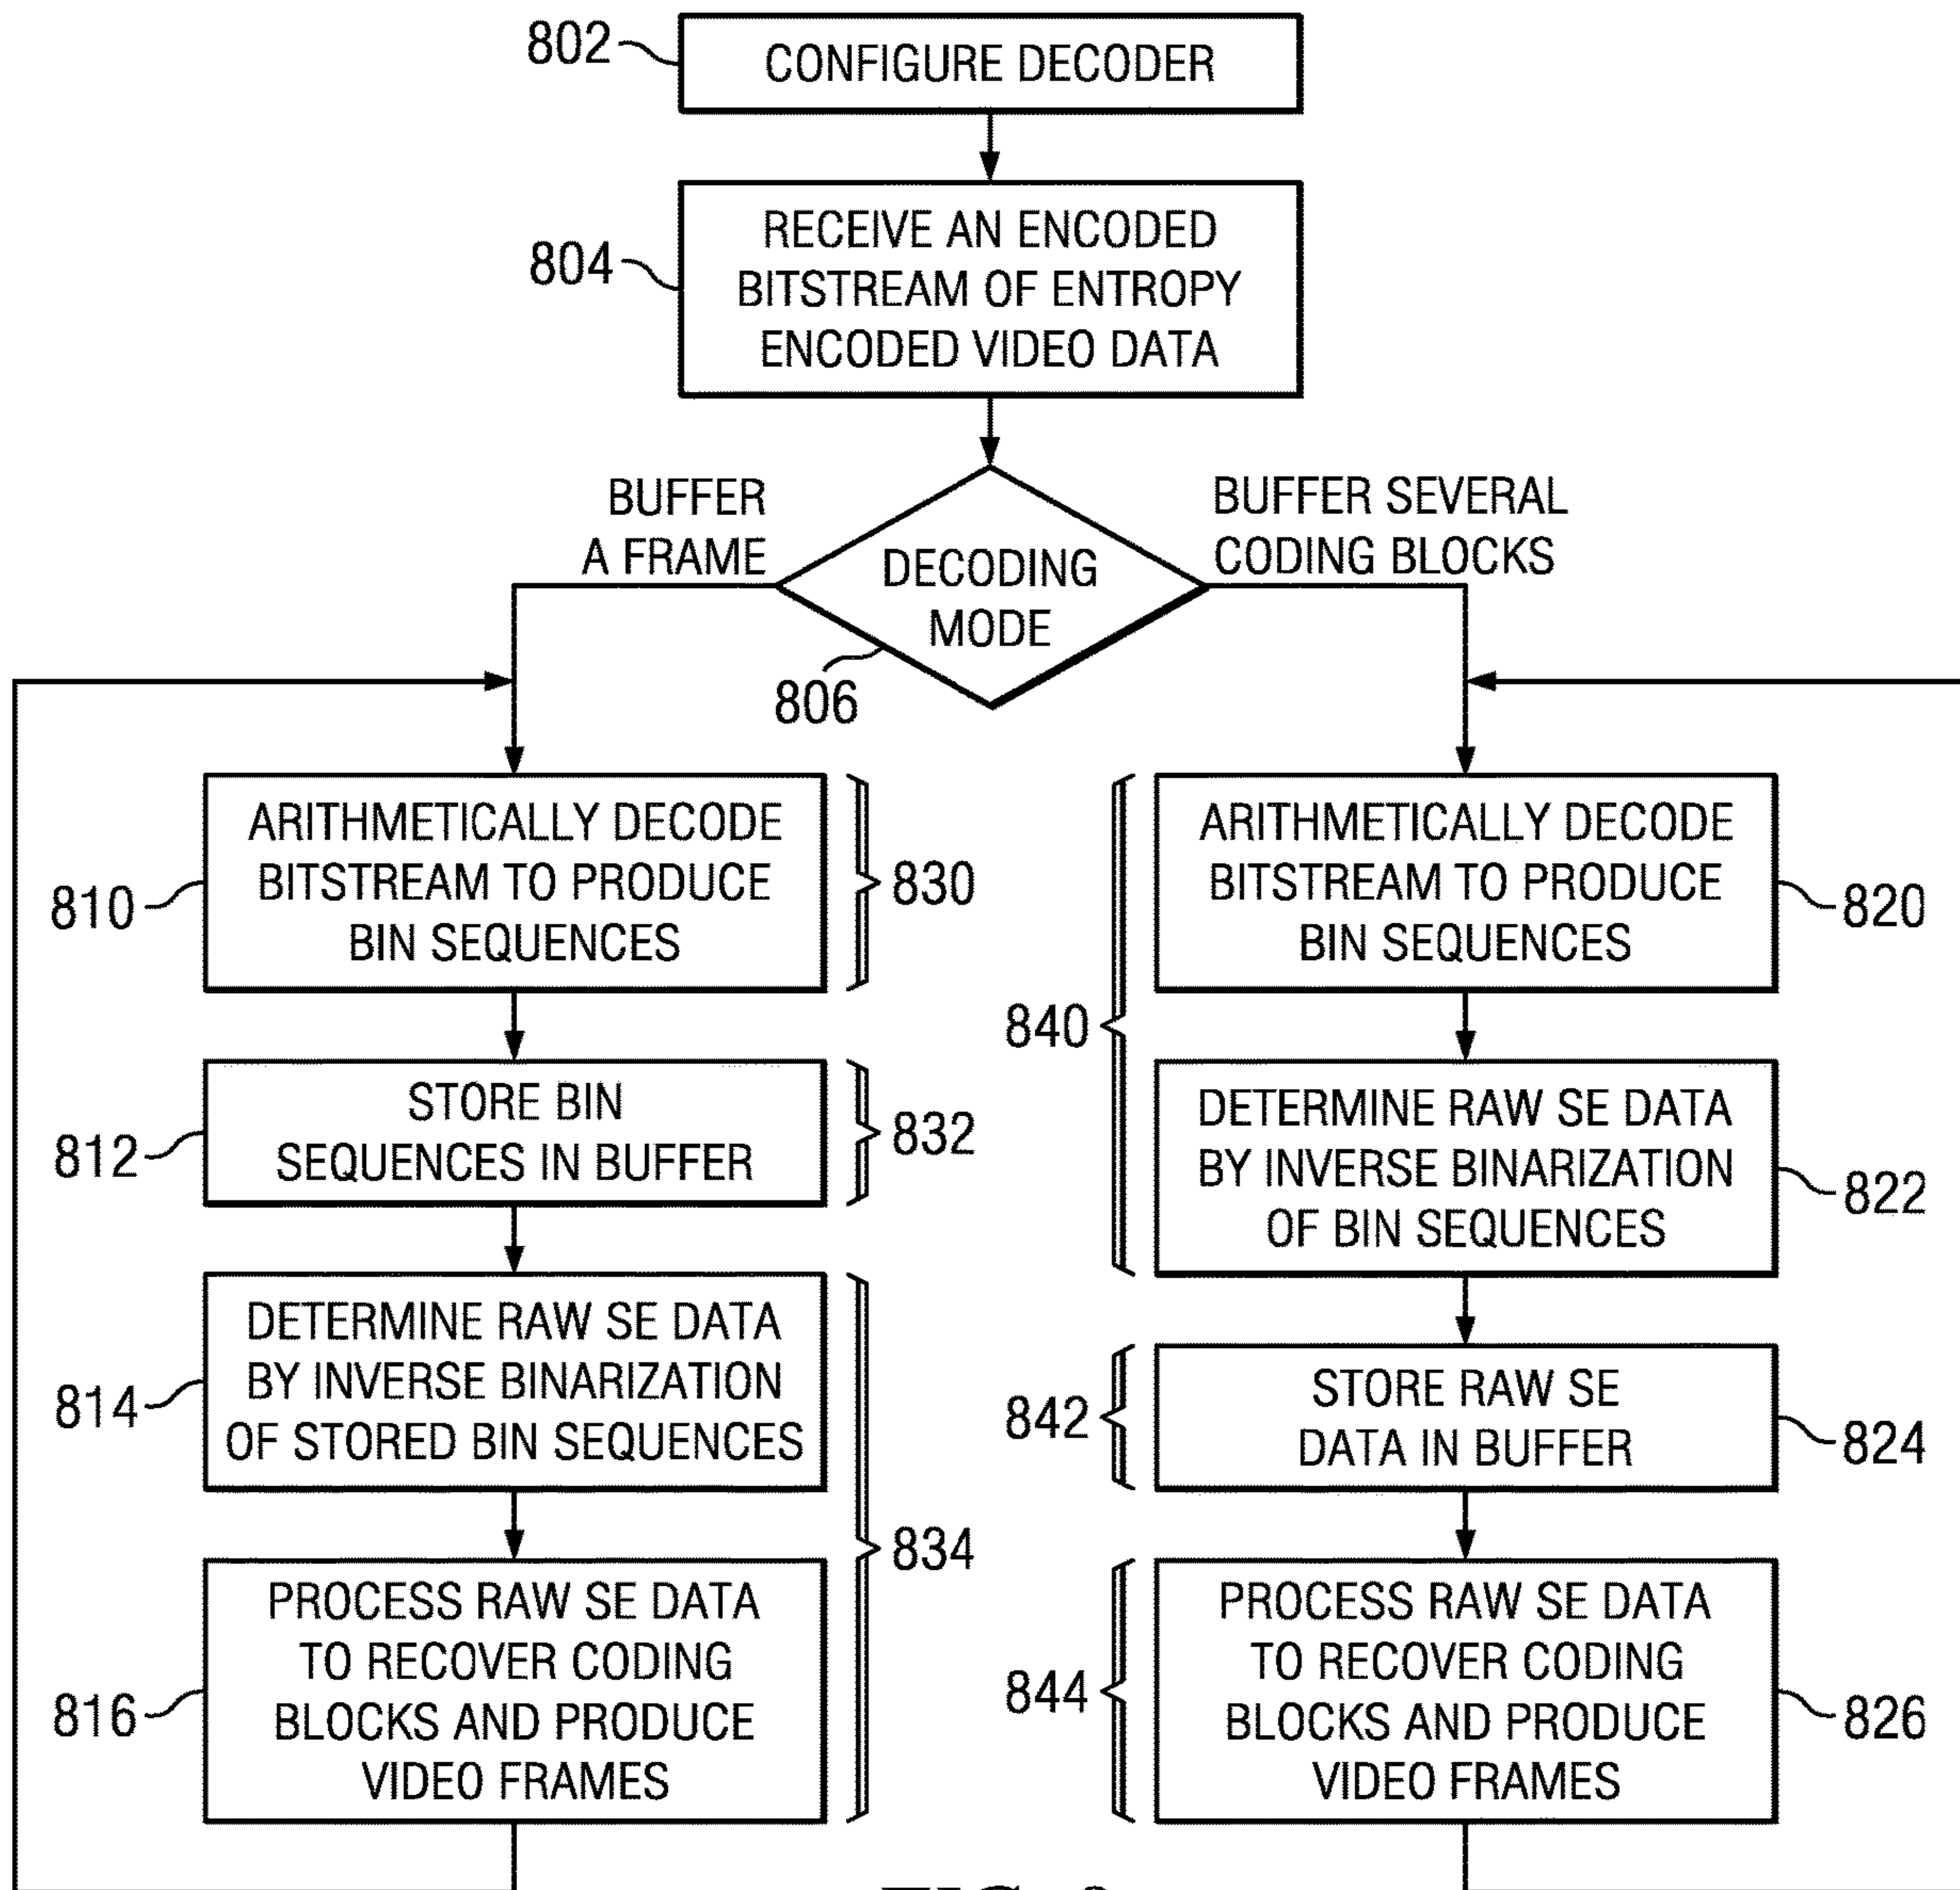 802
CONFIGURE DECODER
804
RECEIVE AN ENCODED
BITSTREAM OF ENTROPY
ENCODED VIDEO DATA
BUFFER
A FRAME
DECODING
MODE
806
BUFFER SEVERAL
CODING BLOCKS
810
ARITHMETICALLY DECODE
BITSTREAM TO PRODUCE
BIN SEQUENCES
830
812
STORE BIN
SEQUENCES IN BUFFER
832
814
DETERMINE RAW SE DATA
BY INVERSE BINARIZATION
OF STORED BIN SEQUENCES
834
816
PROCESS RAW SE DATA
TO RECOVER CODING
BLOCKS AND PRODUCE
VIDEO FRAMES
840
ARITHMETICALLY DECODE
BITSTREAM TO PRODUCE
BIN SEQUENCES
820
DETERMINE RAW SE DATA
BY INVERSE BINARIZATION
OF BIN SEQUENCES
822
842
STORE RAW SE
DATA IN BUFFER
824
844
PROCESS RAW SE DATA
TO RECOVER CODING
BLOCKS AND PRODUCE
VIDEO FRAMES
826